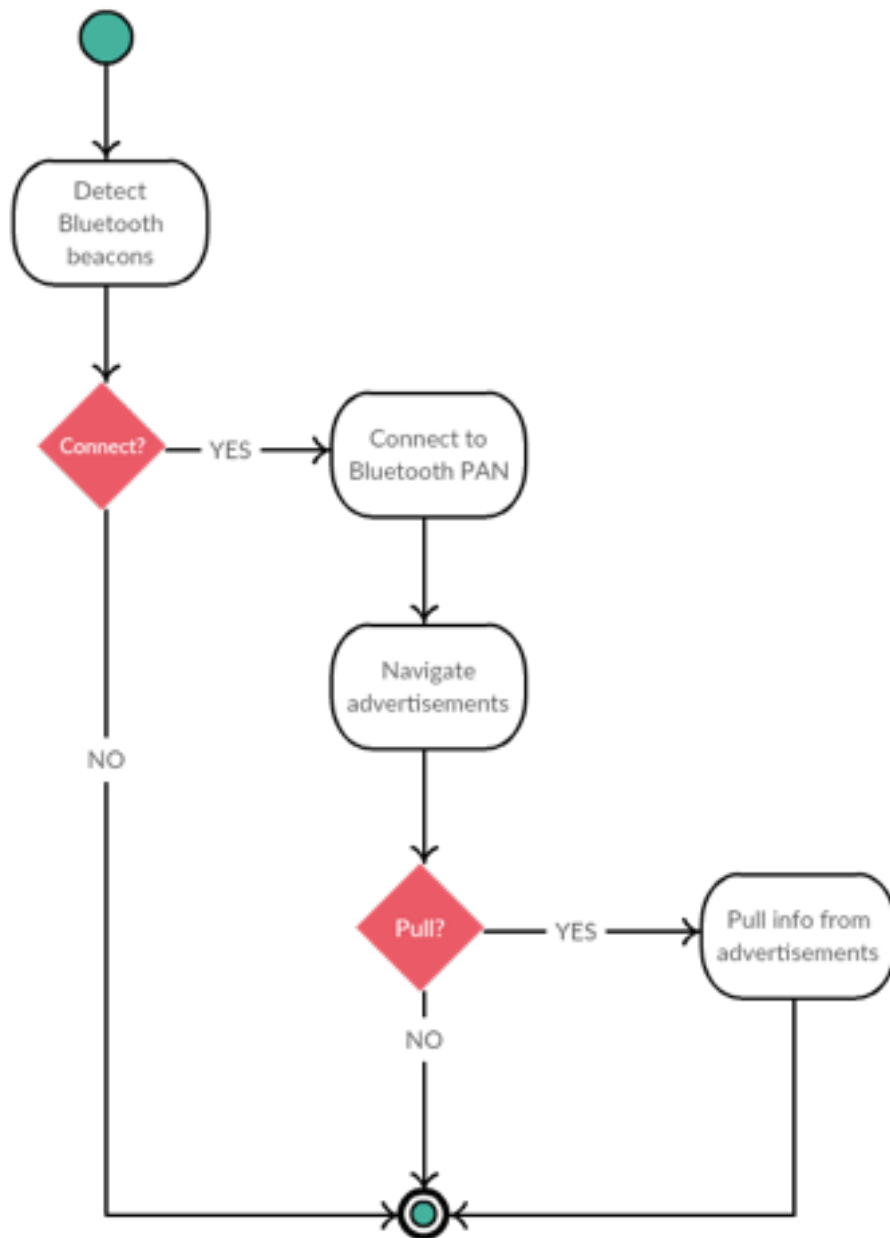 Detect
Bluetooth
beacons
Connect?
YES
Connect to
Bluetooth PAN
Navigate
advertisements
NO
Pull?
YES
Pull info from
advertisements
NO